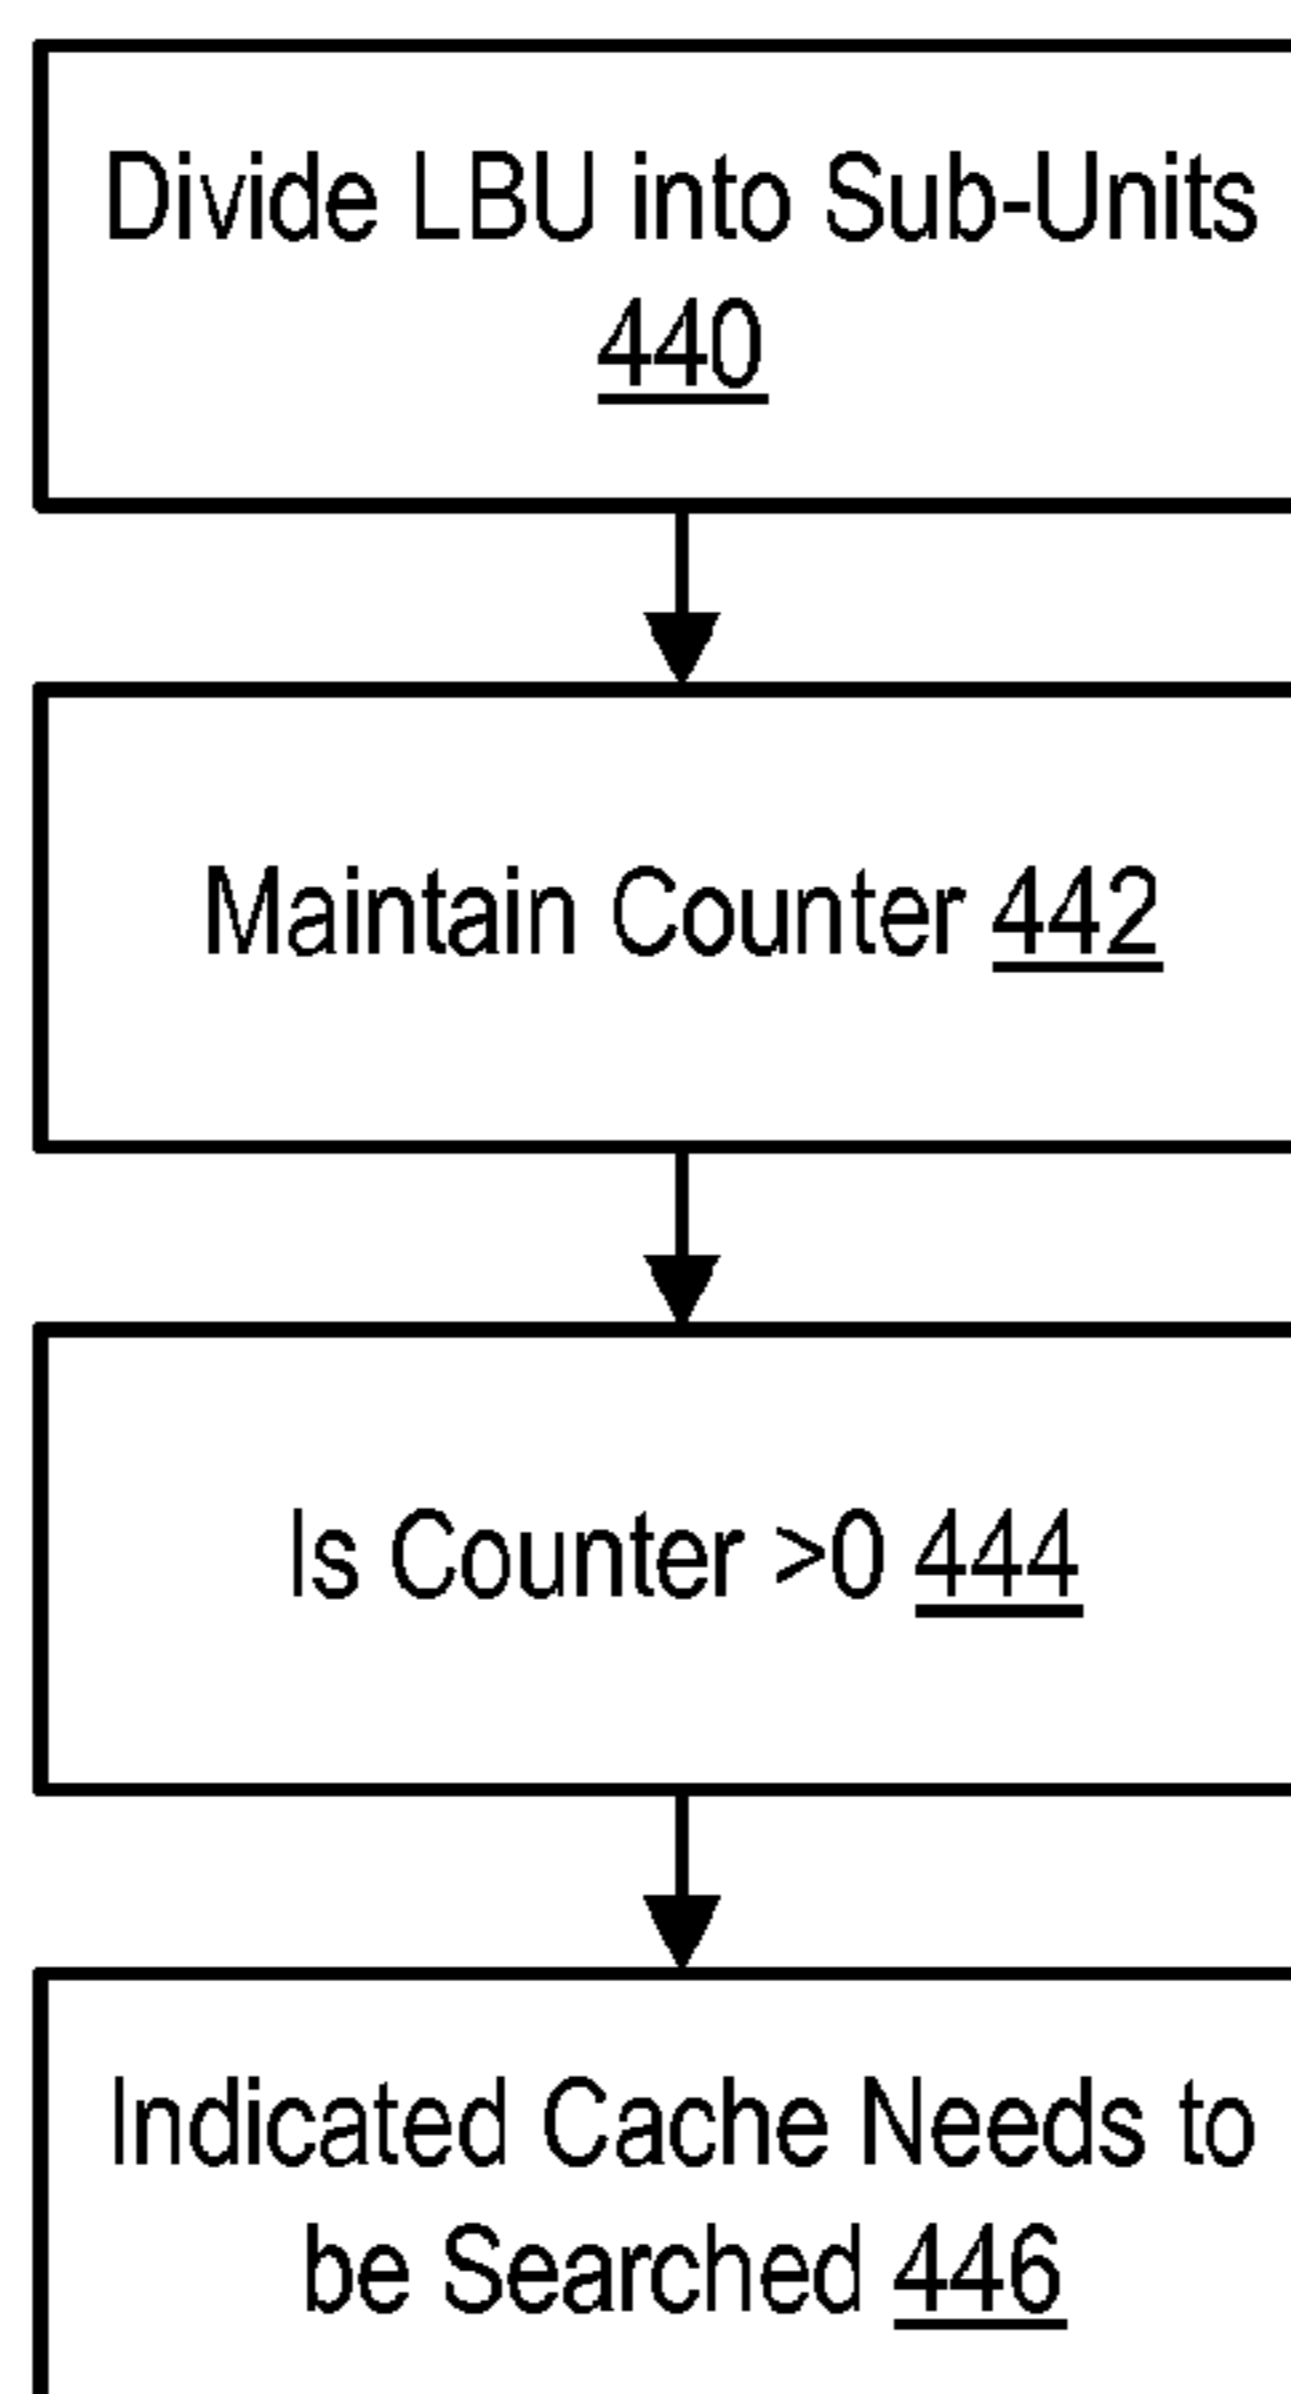 Divide LBU into Sub-Units
440
Maintain Counter 442
Is Counter >0 444
Indicated Cache Needs to
be Searched 446